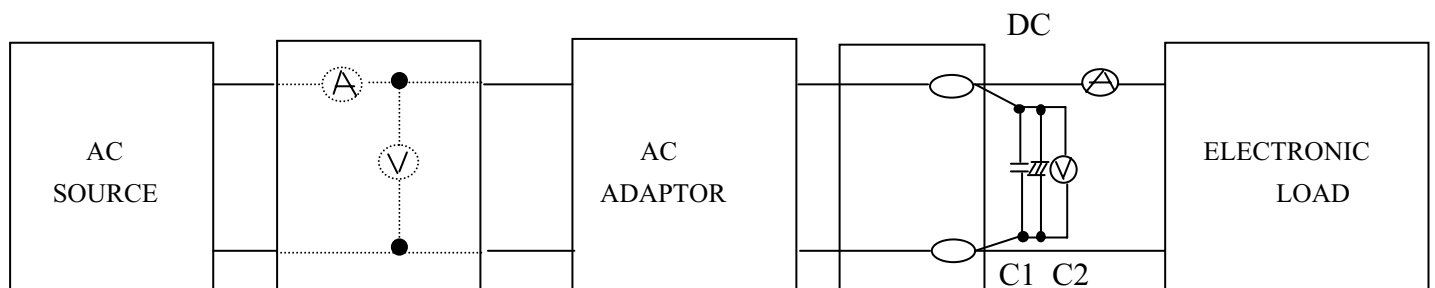 DC
A
A
V
V
AC
SOURCE
AC
ADAPTOR
ELECTRONIC
LOAD
C1 C2